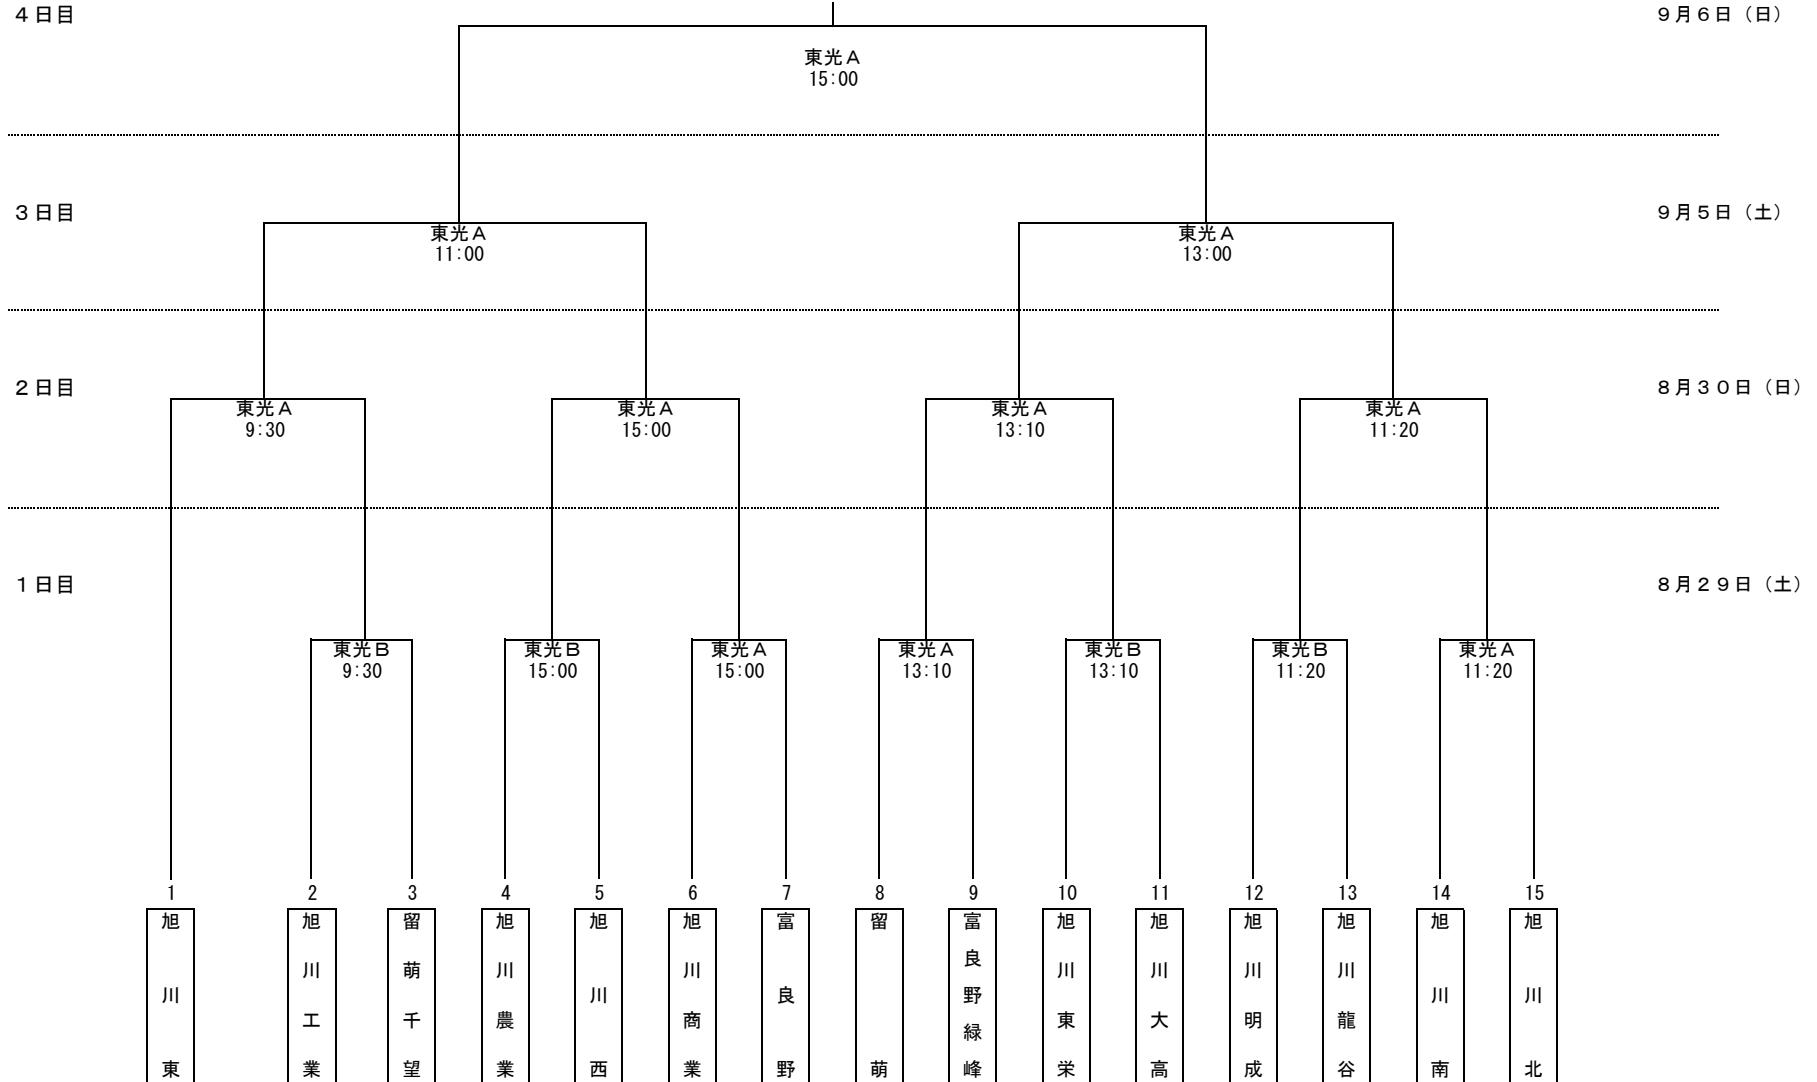 ４日目
９月６日（日）
東光Ａ
15:00
３日目
９月５日（土）
東光Ａ
11:00
東光Ａ
13:00
２日目
８月３０日（日）
東光Ａ
9:30
東光Ａ
15:00
東光Ａ
13:10
東光Ａ
11:20
１日目
８月２９日（土）
東光Ｂ
9:30
東光Ｂ
15:00
東光Ａ
15:00
東光Ａ
13:10
東光Ｂ
13:10
東光Ｂ
11:20
東光Ａ
11:20
1
旭川東
2
旭川工業
3
留萌千望
4
旭川農業
5
旭川西
6
旭川商業
7
富良野
8
留萌
9
富良野緑峰
10
旭川東栄
11
旭川大高
12
旭川明成
13
旭川龍谷
14
旭川南
15
旭川北